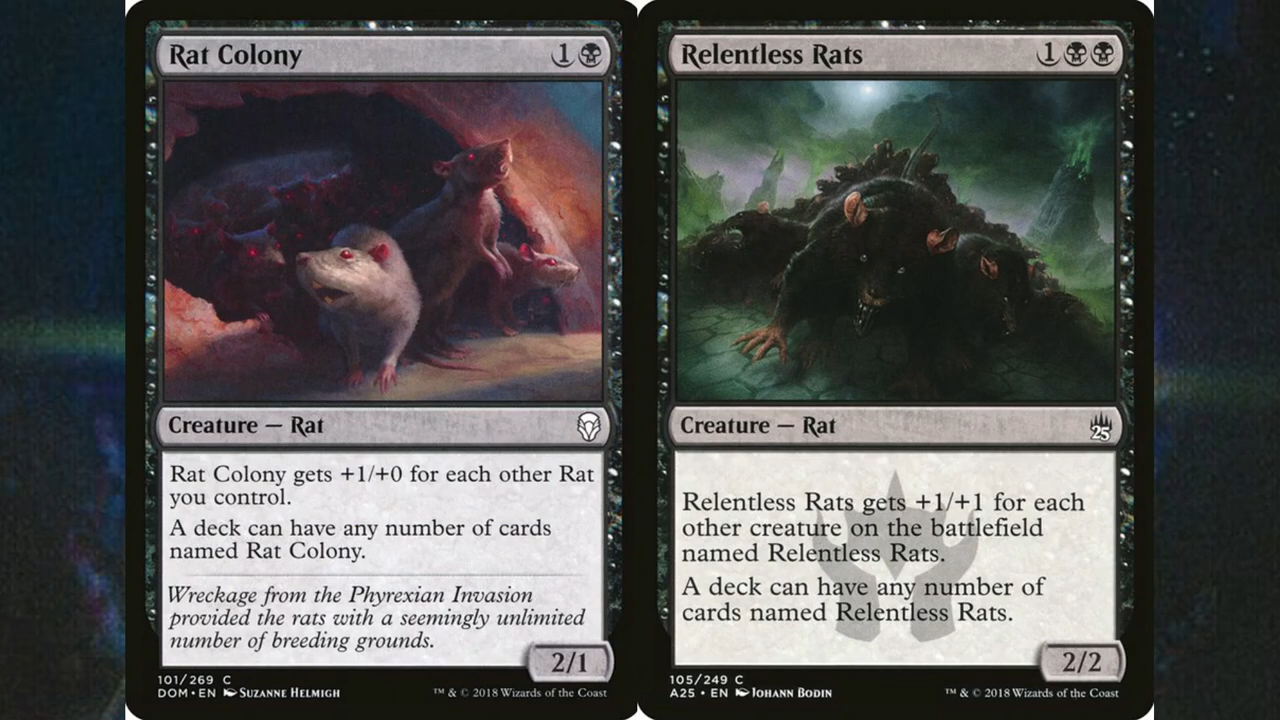 Rat Colony 1
Creature — Rat
Rat Colony gets +1/+0 for each other Rat
you control.
A deck can have any number of cards
named Rat Colony.
Wreckage from the Phyrexian Invasion
provided the rats with a seemingly unlimited
number of breeding grounds.
2/1
101/269 C
DOM • EN SUZANNE HELMIGH ™ & © 2018 Wizards of the Coast
Relentless Rats 1
Creature — Rat
25
Relentless Rats gets +1/+1 for each
other creature on the battlefield
named Relentless Rats.
A deck can have any number of
cards named Relentless Rats.
2/2
105/249 C
A25 • EN JOHANN BODIN ™ & © 2018 Wizards of the Coast